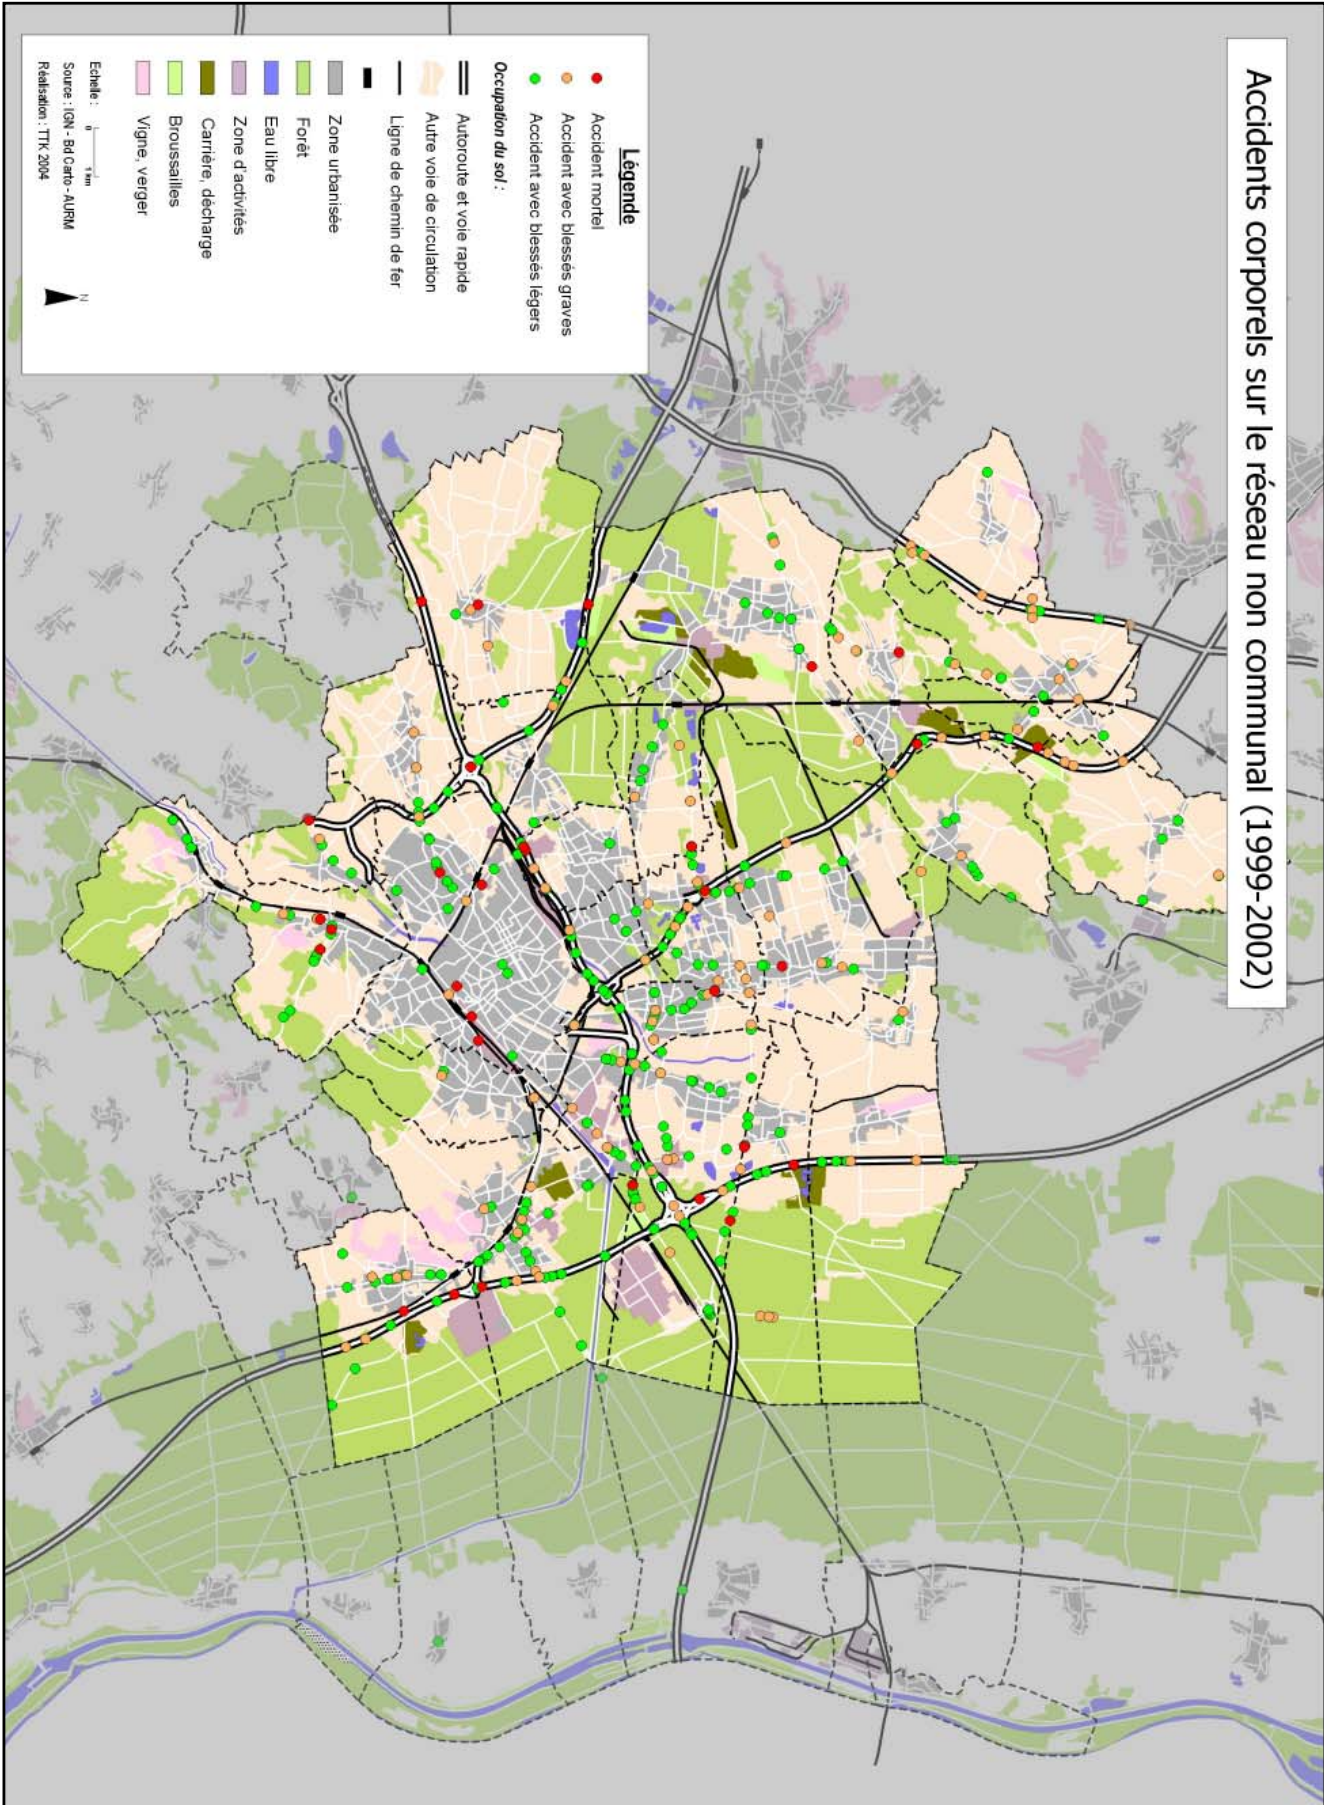 Accidents corporels sur le réseau non communal (1999-2002)
Légende
Accident mortel
Accident avec blessés graves
Accident avec blessés légers
Occupation du sol :
Autoroute et voie rapide
Autre voie de circulation
Ligne de chemin de fer
Zone urbanisée
Forêt
Eau libre
Zone d'activités
Carrière, décharge
Broussailles
Vigne, verger
Echelle : 0 1 km
Source : IGN - Bd Carto - AURM
Réalisation : TTK 2004
N